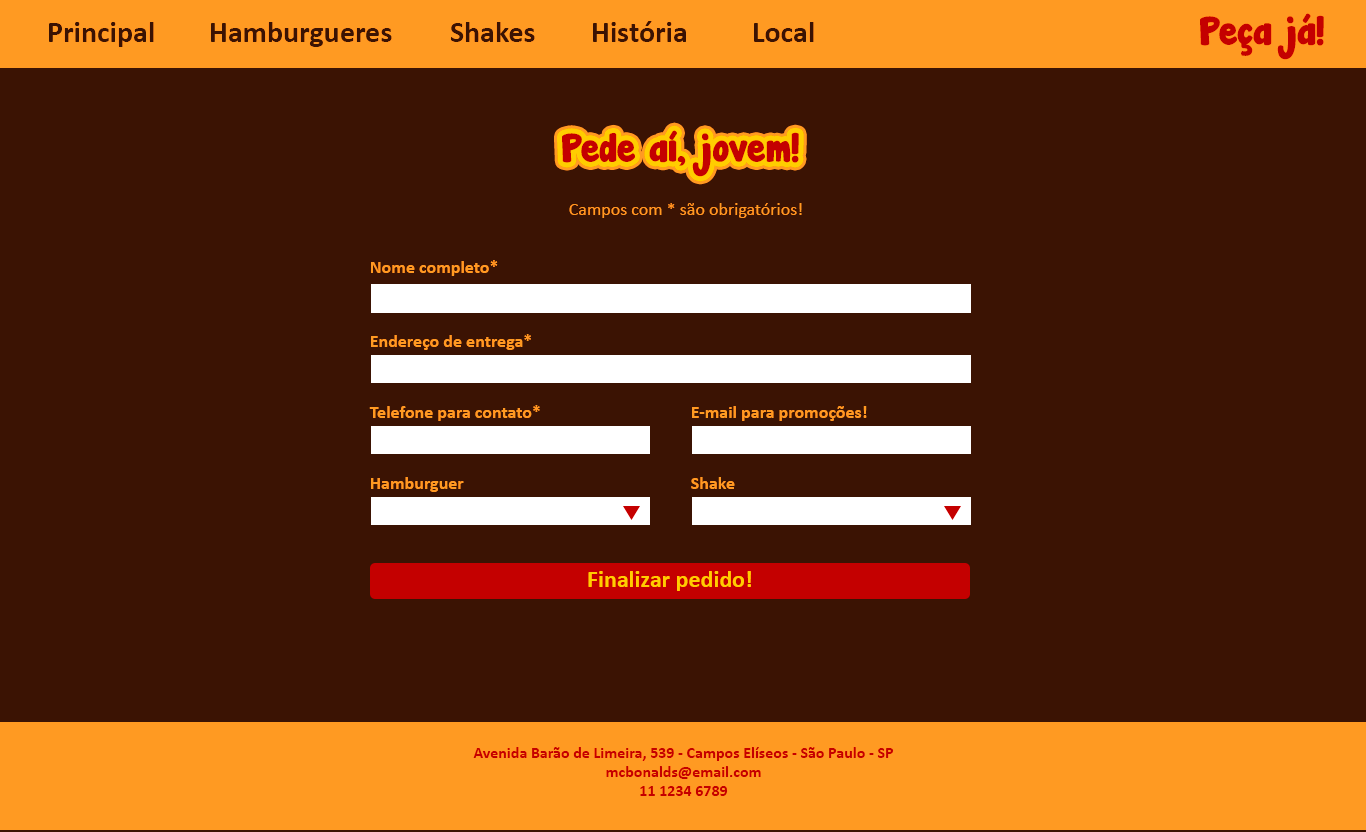 Principal Hamburgueres Shakes História Local Peça já!
Pede aí, jovem!
Campos com * são obrigatórios!
Nome completo*
Endereço de entrega*
Telefone para contato* E-mail para promoções!
Hamburguer Shake
Finalizar pedido!
Avenida Barão de Limeira, 539 - Campos Elíseos - São Paulo - SP
mcbonalds@email.com
11 1234 6789